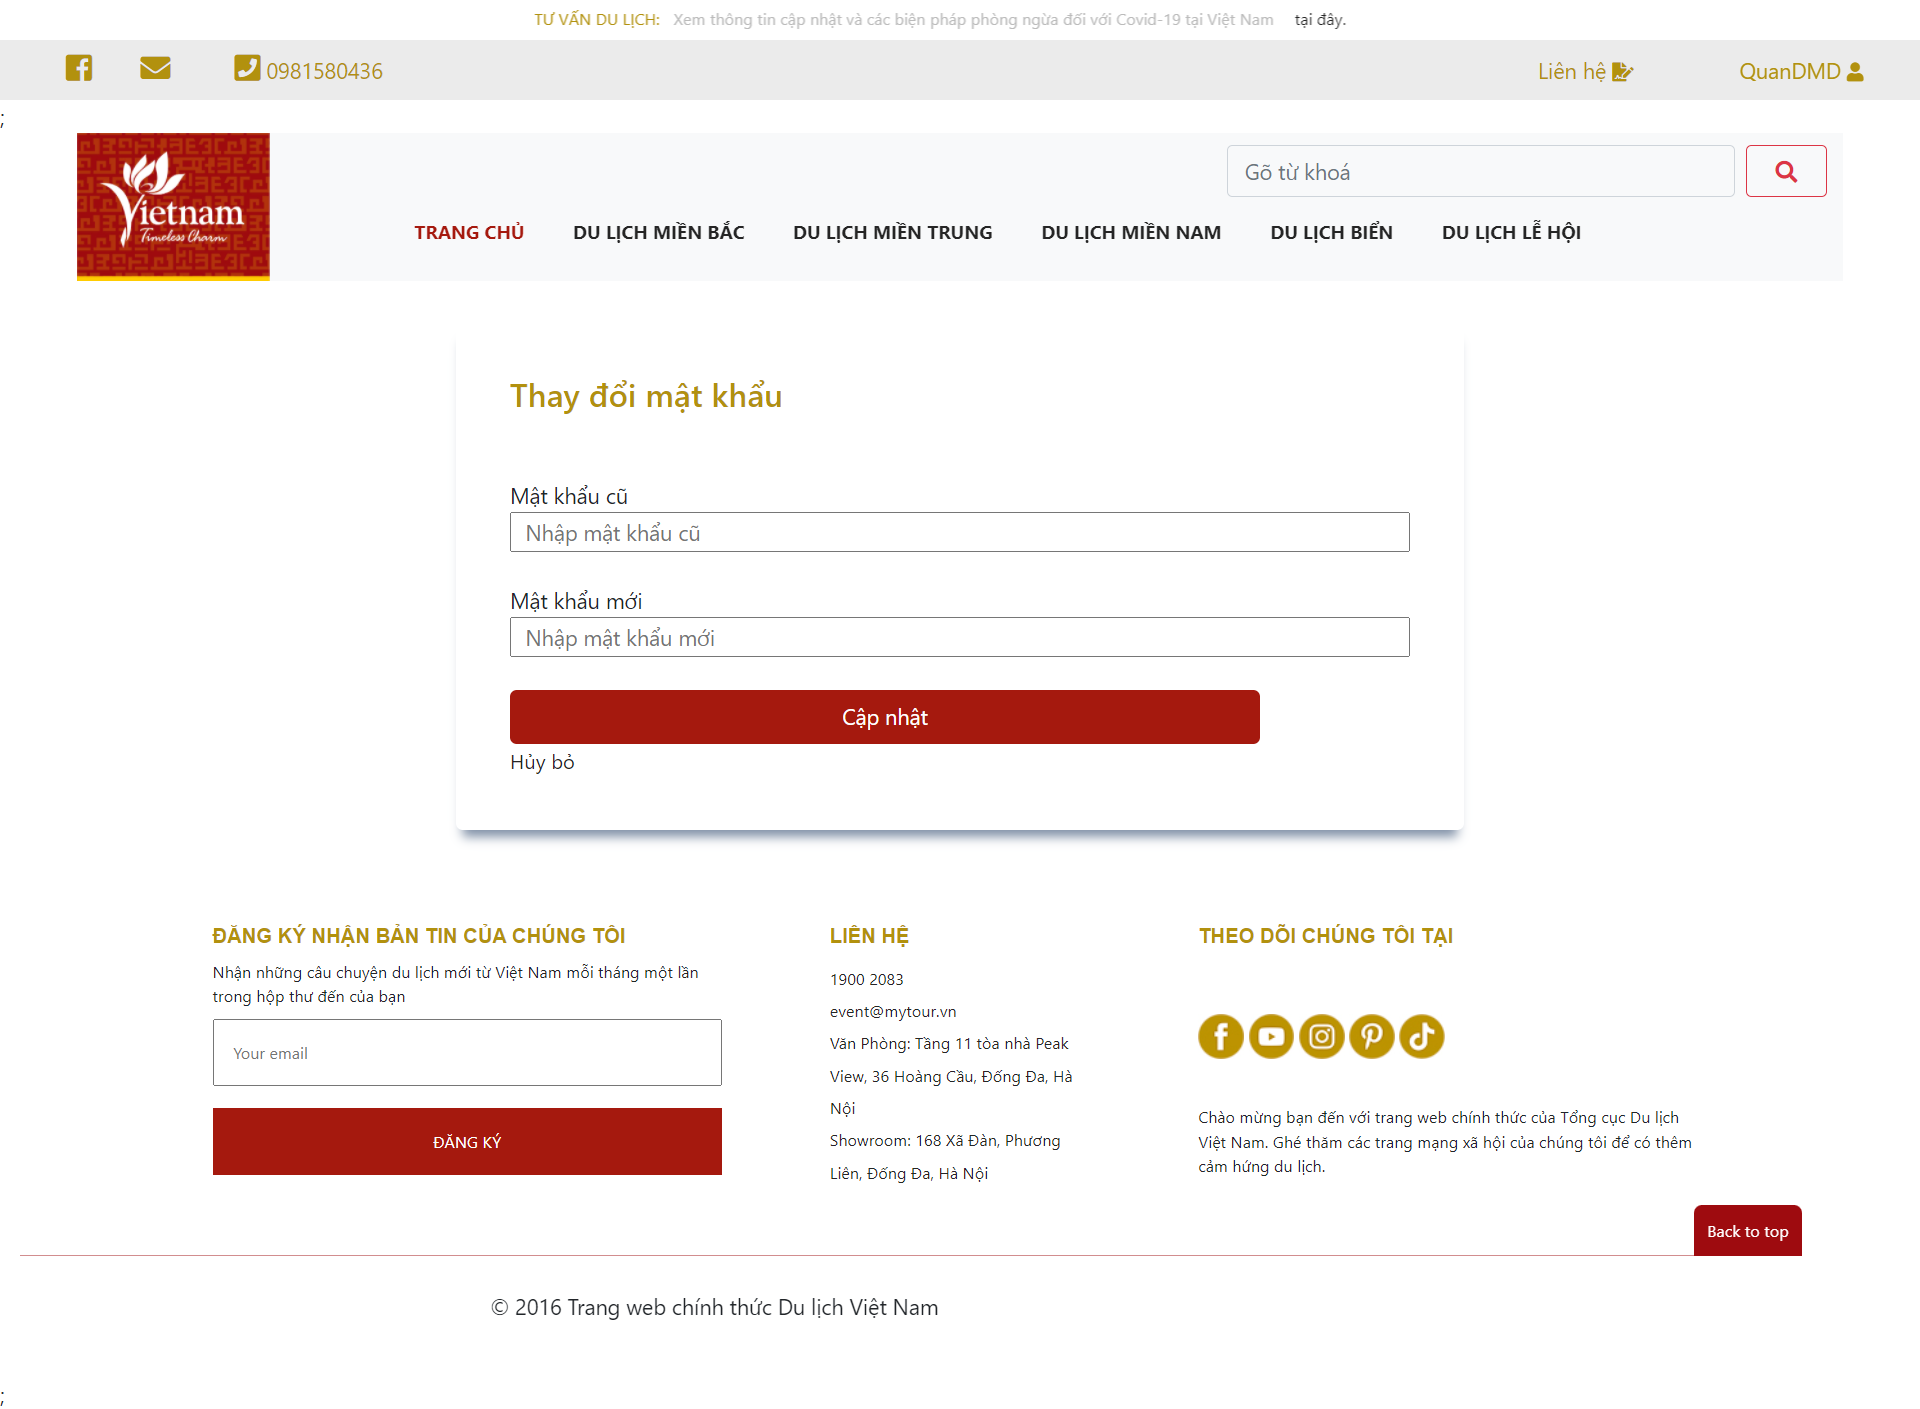 TƯ VẤN DU LỊCH: Xem thông tin cập nhật và các biện pháp phòng ngừa đối với Covid-19 tại Việt Nam tại đây.
0981580436 Liên hệ QuanDMD
;
Vietnam
Timeless Charm
Gõ từ khoá
TRANG CHỦ DU LỊCH MIỀN BẮC DU LỊCH MIỀN TRUNG DU LỊCH MIỀN NAM DU LỊCH BIỂN DU LỊCH LỄ HỘI
Thay đổi mật khẩu
Mật khẩu cũ
Nhập mật khẩu cũ
Mật khẩu mới
Nhập mật khẩu mới
Cập nhật
Hủy bỏ
ĐĂNG KÝ NHẬN BẢN TIN CỦA CHÚNG TÔI
Nhận những câu chuyện du lịch mới từ Việt Nam mỗi tháng một lần
trong hộp thư đến của bạn
Your email
ĐĂNG KÝ
LIÊN HỆ
1900 2083
event@mytour.vn
Văn Phòng: Tầng 11 tòa nhà Peak
View, 36 Hoàng Cầu, Đống Đa, Hà
Nội
Showroom: 168 Xã Đàn, Phương
Liên, Đống Đa, Hà Nội
THEO DÕI CHÚNG TÔI TẠI
Chào mừng bạn đến với trang web chính thức của Tổng cục Du lịch
Việt Nam. Ghé thăm các trang mạng xã hội của chúng tôi để có thêm
cảm hứng du lịch.
Back to top
© 2016 Trang web chính thức Du lịch Việt Nam
;